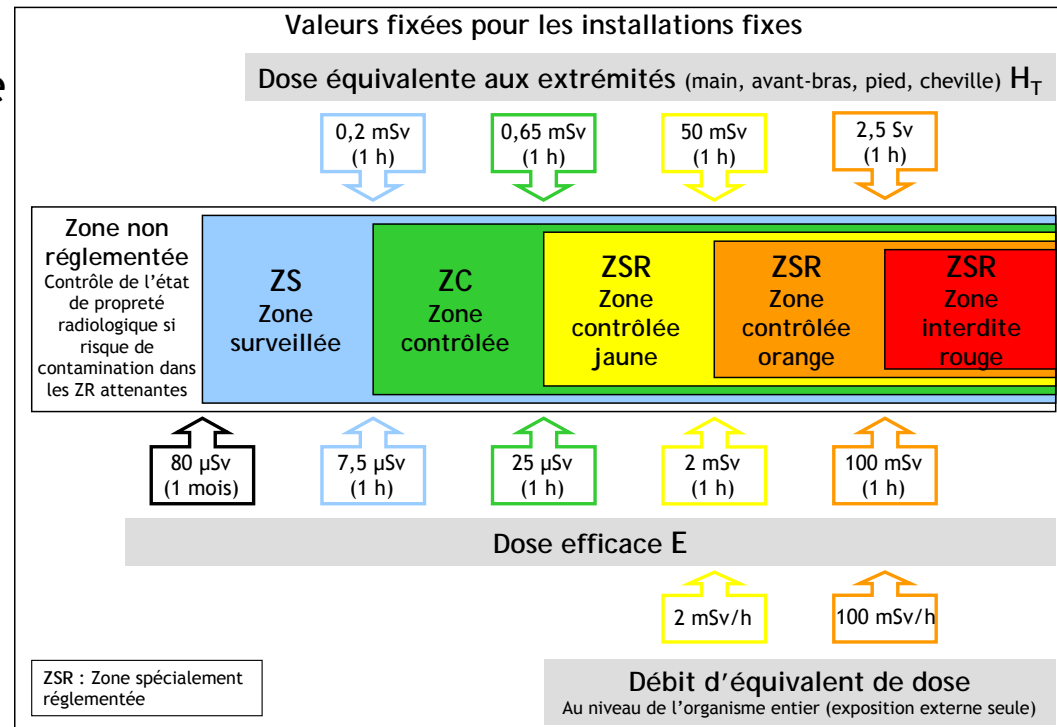 Valeurs fixées pour les installations fixes
e
Dose équivalente aux extrémités (main, avant-bras, pied, cheville) H_T
0,2 mSv
(1 h)
0,65 mSv
(1 h)
50 mSv
(1 h)
2,5 Sv
(1 h)
Zone non
réglementée
Contrôle de l'état
de propreté
radiologique si
risque de
contamination dans
les ZR attenantes
ZS
Zone
surveillée
ZC
Zone
contrôlée
ZSR
Zone
contrôlée
jaune
ZSR
Zone
contrôlée
orange
ZSR
Zone
interdite
rouge
80 µSv
(1 mois)
7,5 µSv
(1 h)
25 µSv
(1 h)
2 mSv
(1 h)
100 mSv
(1 h)
Dose efficace E
2 mSv/h
100 mSv/h
ZSR : Zone spécialement
réglementée
Débit d'équivalent de dose
Au niveau de l'organisme entier (exposition externe seule)